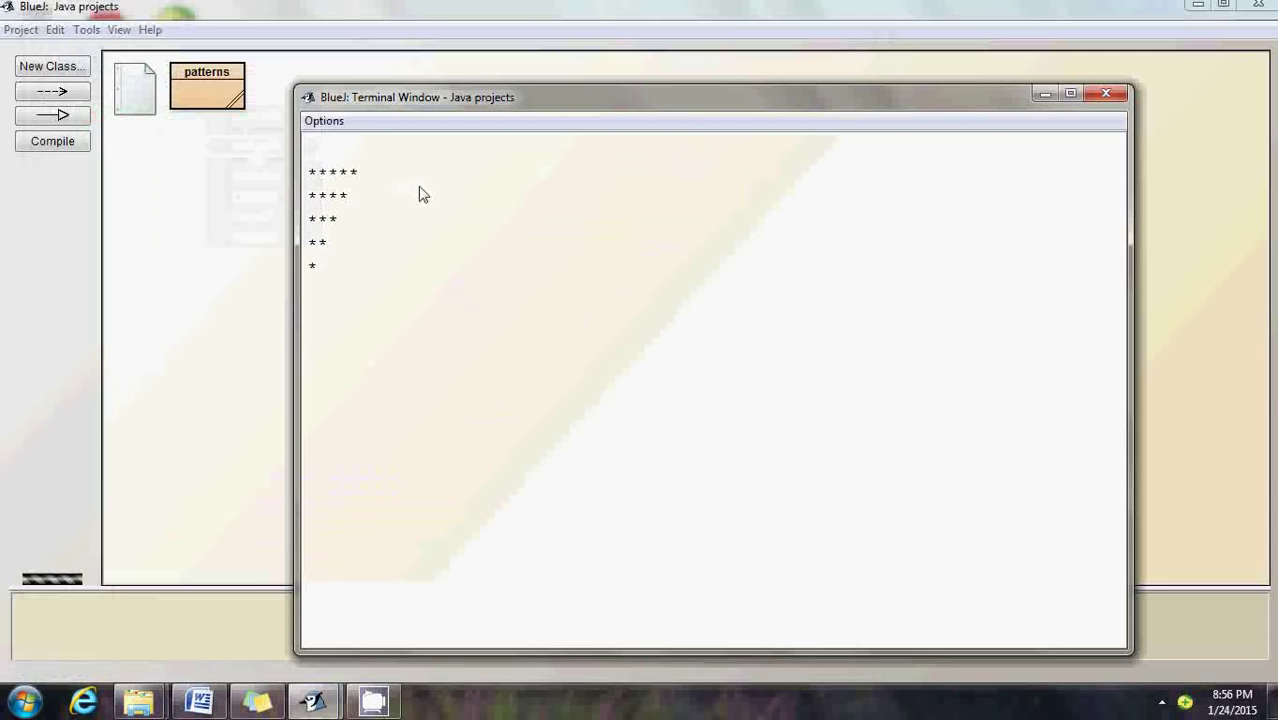 BlueJ: Java projects
Project Edit Tools View Help
New Class...
patterns
Compile
BlueJ: Terminal Window - Java projects
Options
*****
****
***
**
*
8:56 PM
1/24/2015